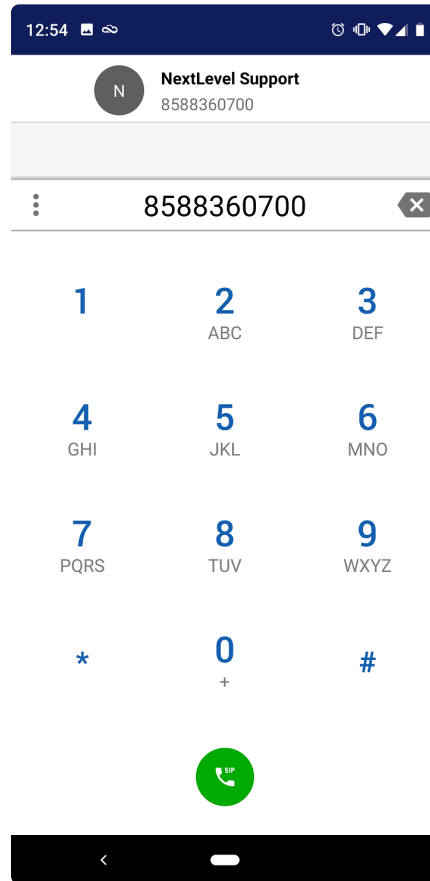 12:54
N
NextLevel Support
8588360700
8588360700
1 2 3
ABC DEF
4 5 6
GHI JKL MNO
7 8 9
PQRS TUV WXYZ
* 0 #
+
SIP